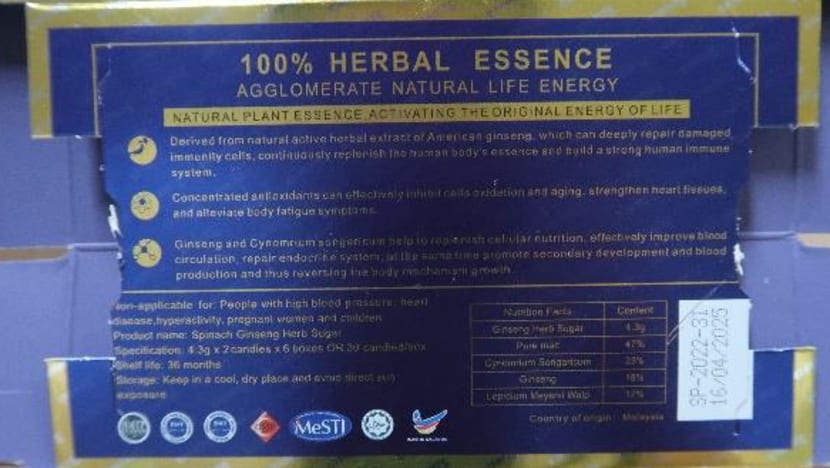 100% HERBAL ESSENCE
AGGLOMERATE NATURAL LIFE ENERGY
NATURAL PLANT ESSENCE, ACTIVATING THE ORIGINAL ENERGY OF LIFE
Derived from natural active herbal extract of American ginseng, which can deeply repair damaged
immunity cells, continuously replenish the human body's essence and build a strong human immune
system.
Concentrated antioxidants can effectively inhibit cells oxidation and aging, strengthen heart tissues,
and alleviate body fatigue symptoms.
Ginseng and Cynomrium songaricum help to replenish cellular nutrition, effectively improve blood
circulation, repair endocrine system, at the same time promote secondary development and blood
production and thus reversing the body mechanism growth.
non-applicable for: People with high blood pressure, heart
disease, hyperactivity, pregnant women and children
Product name: Spinach Ginseng Herb Sugar
Specification: 4.3g x 2candies x 6 boxes OR 30 candies/box
Shelf life: 36 months
Storage: Keep in a cool, dry place and avoid direct sun
exposure
Nutrition Facts Content
Ginseng Herb Sugar 4.3g
Pure 47%
Cynomrium Songaricum 23%
Ginseng 18%
Lepidium Meyenii Walp 12%
Country of origin: Malaysia
SP-2022-31
16/04/2025
MeSTI